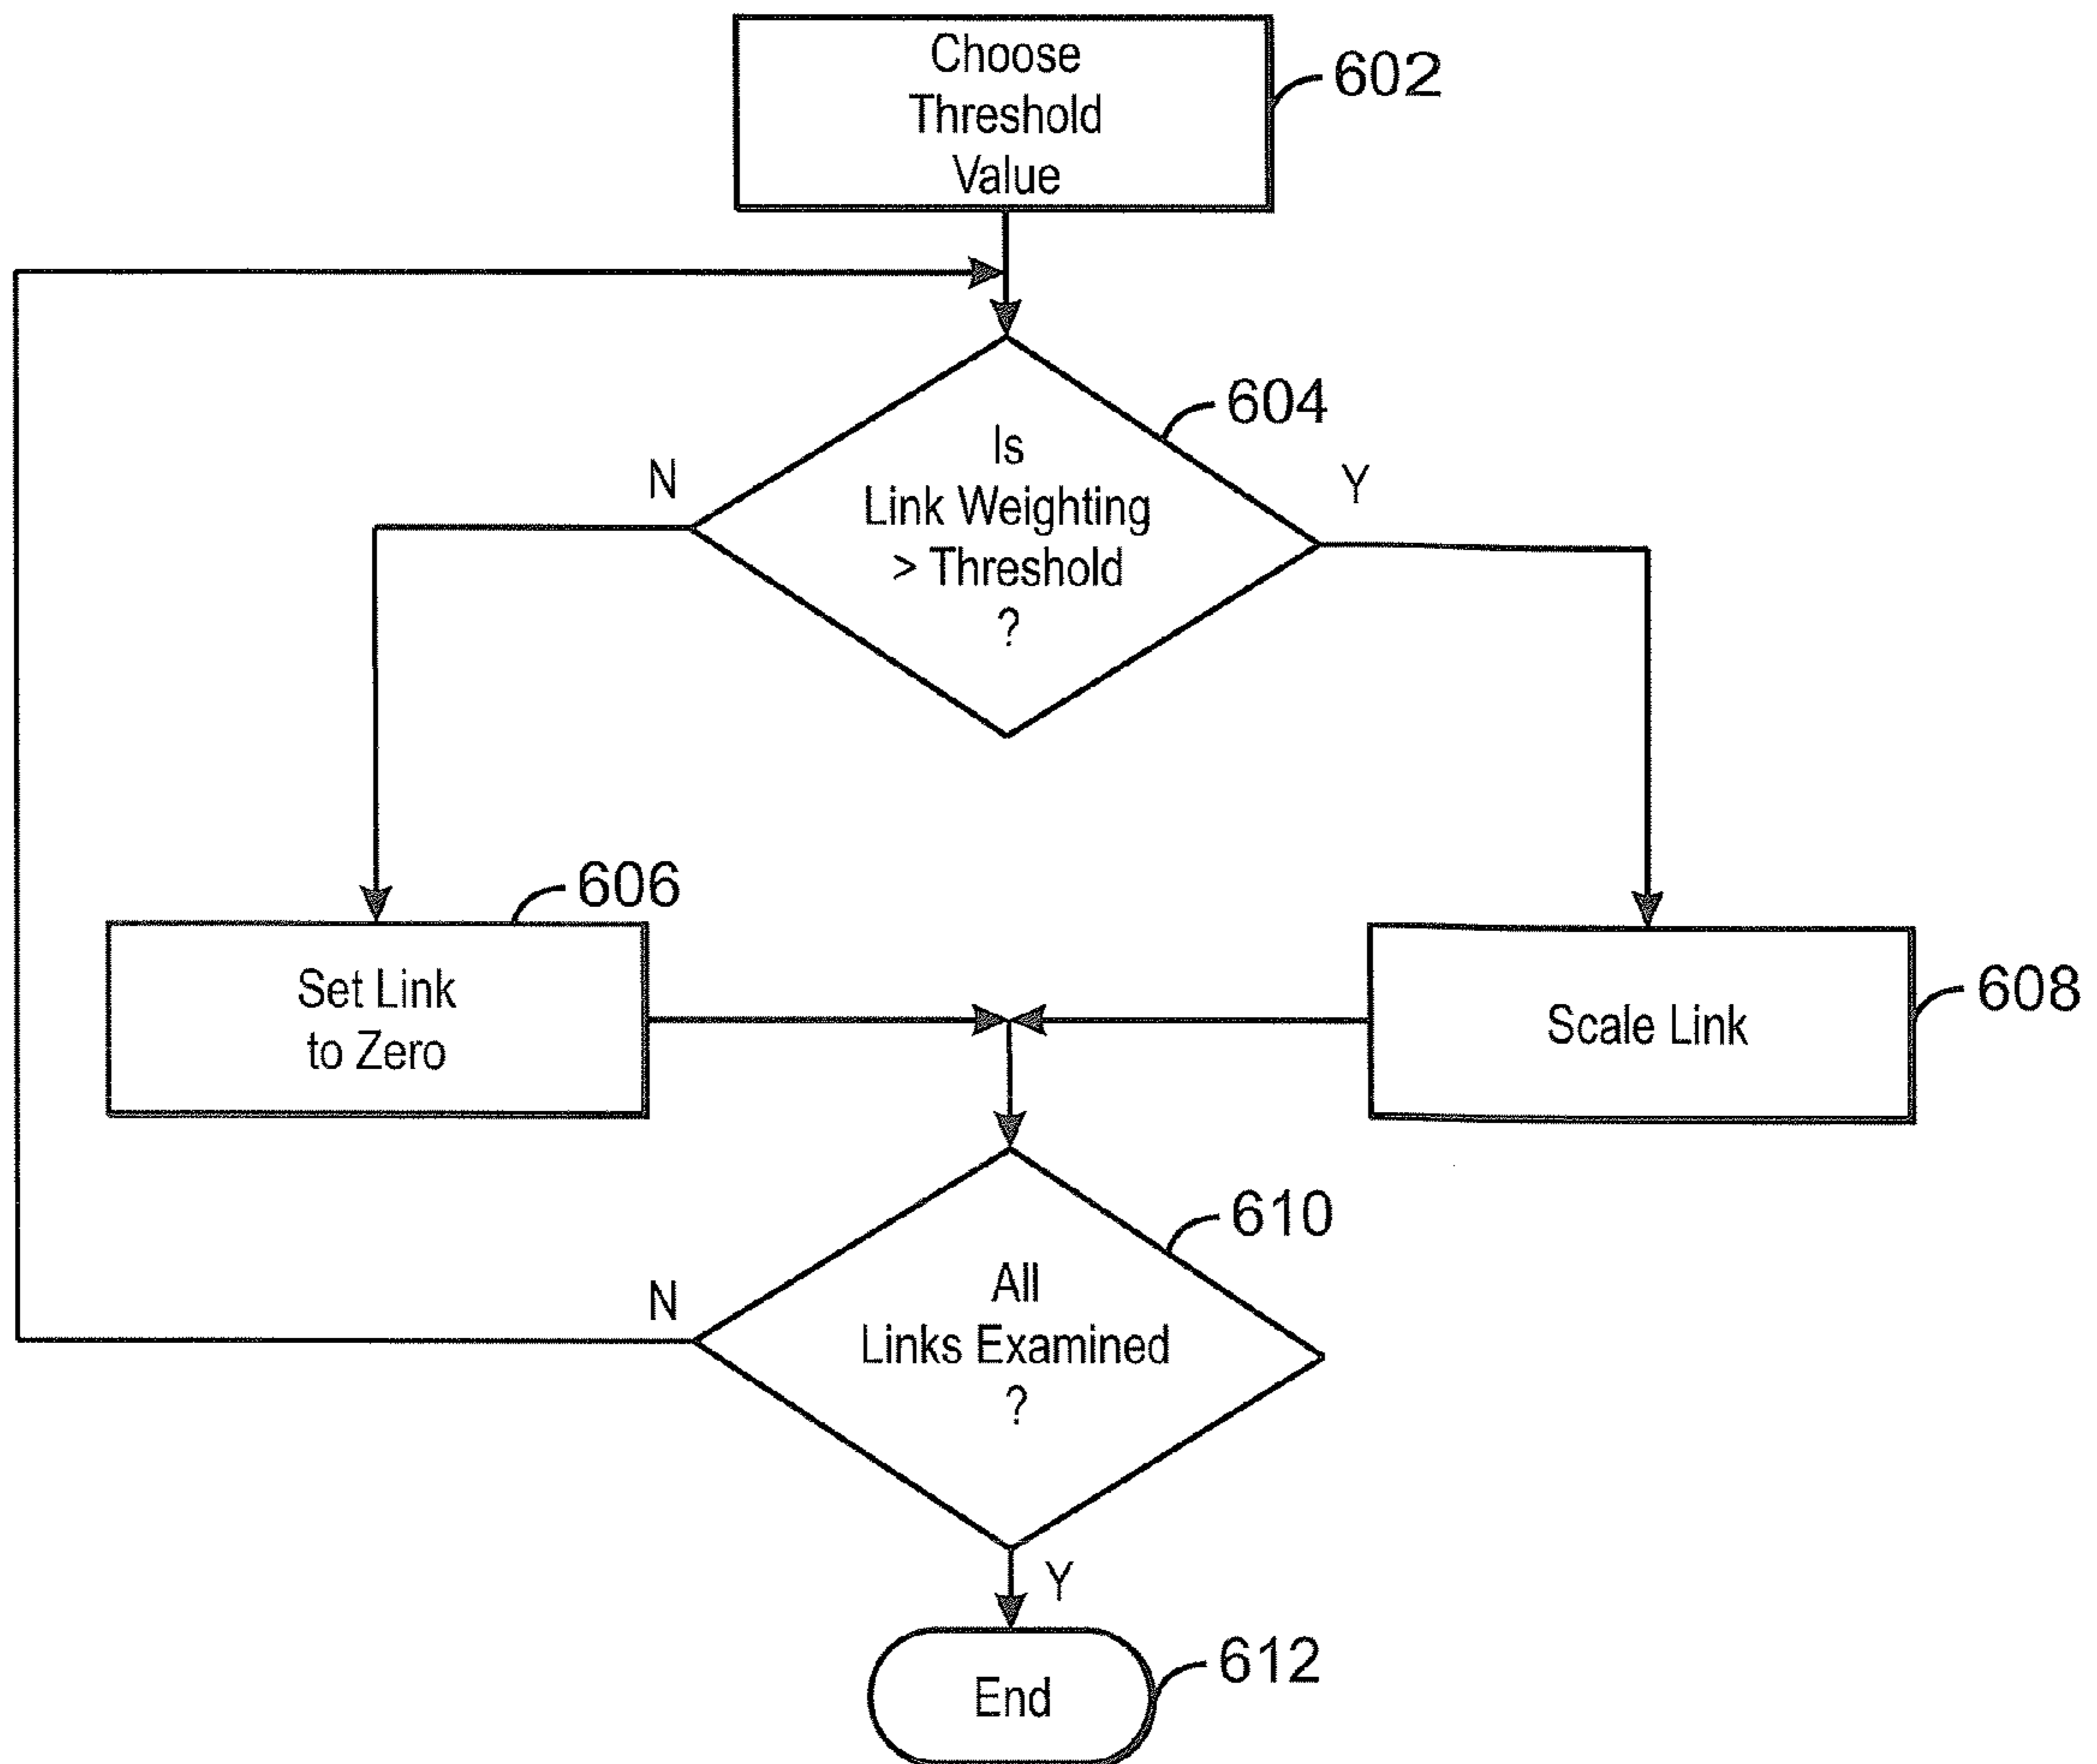 Choose
Threshold
Value
602
604
Is
Link Weighting
> Threshold
?
N
Y
606
Set Link
to Zero
608
Scale Link
610
All
Links Examined
?
N
Y
612
End